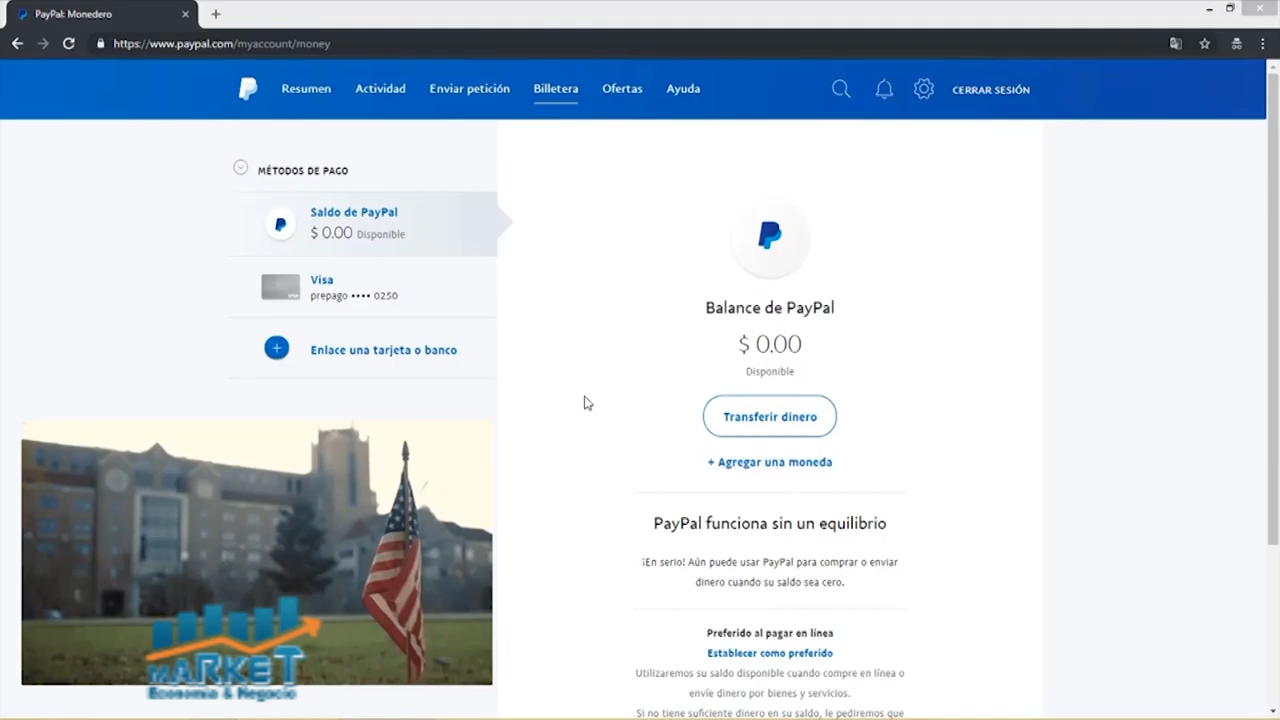 PayPal: Monedero
https://www.paypal.com/myaccount/money
Resumen
Actividad
Enviar petición
Billetera
Ofertas
Ayuda
CERRAR SESIÓN
MÉTODOS DE PAGO
Saldo de PayPal
$ 0.00 Disponible
Visa
prepago •••• 0250
Enlace una tarjeta o banco
Balance de PayPal
$ 0.00
Disponible
Transferir dinero
+ Agregar una moneda
PayPal funciona sin un equilibrio
¡En serio! Aún puede usar PayPal para comprar o enviar
dinero cuando su saldo sea cero.
Preferido al pagar en línea
Establecer como preferido
Utilizaremos su saldo disponible cuando compre en línea o
envíe dinero por bienes y servicios.
Si no tiene suficiente dinero en su saldo, le pediremos que
MARKET
Economia & Negocio